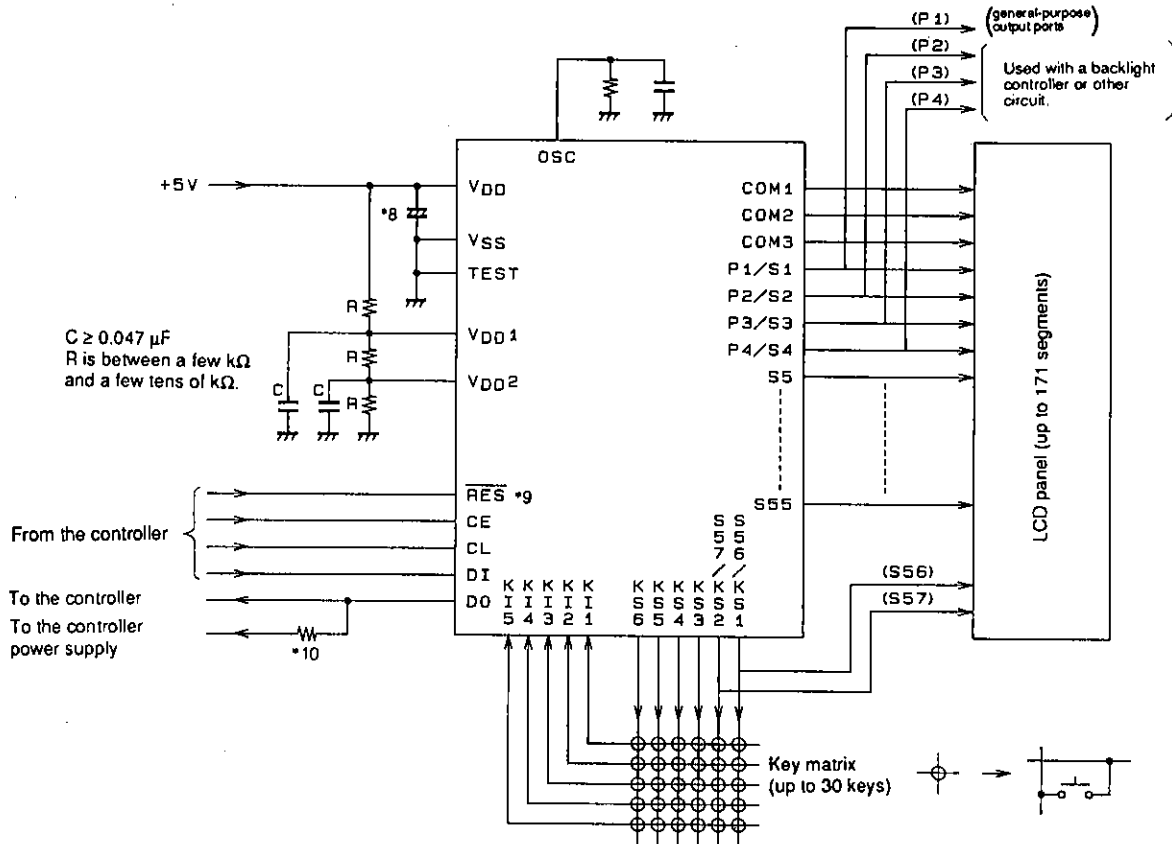 (P1)
(general-purpose
output ports)
(P2)
(P3)
(P4)
Used with a backlight
controller or other
circuit.
OSC
+5V
VDD
*8
VSS
TEST
R
VDD1
R
VDD2
R
C
C
C ≥ 0.047 µF
R is between a few kΩ
and a few tens of kΩ.
COM1
COM2
COM3
P1/S1
P2/S2
P3/S3
P4/S4
S5
S55
LCD panel (up to 171 segments)
From the controller
RES *9
CE
CL
DI
DO
To the controller
To the controller
power supply
*10
KI5
KI4
KI3
KI2
KI1
KS6
KS5
KS4
KS3
S57/KS2
S56/KS1
(S56)
(S57)
Key matrix
(up to 30 keys)